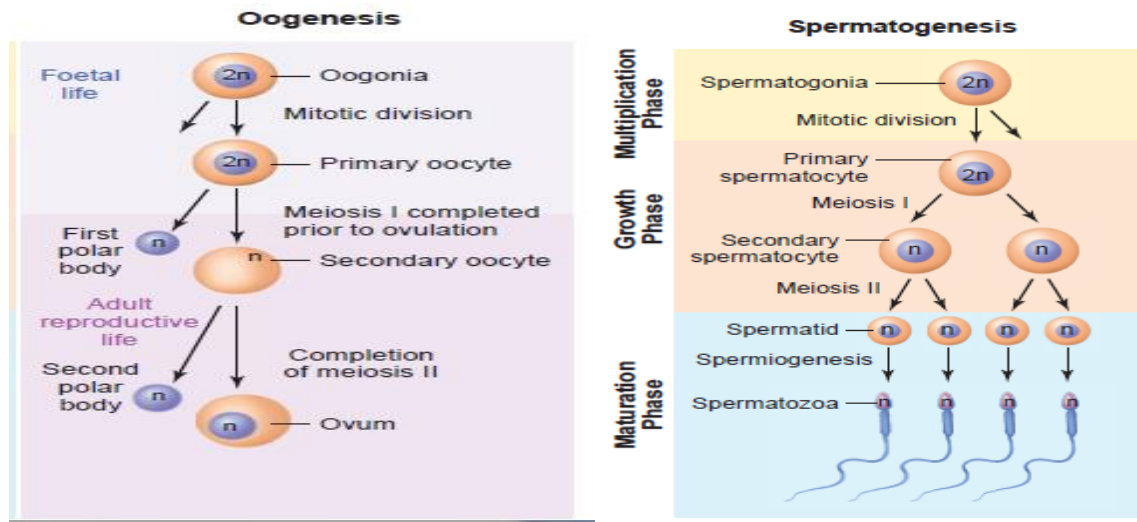 Oogenesis
Foetal
life
2n
Oogonia
Mitotic division
2n
Primary oocyte
Meiosis I completed
prior to ovulation
First
polar
body
n
n
Secondary oocyte
Adult
reproductive
life
Second
polar
body
n
Completion
of meiosis II
n
Ovum
Spermatogenesis
Multiplication
Phase
Spermatogonia
2n
Mitotic division
Growth
Phase
Primary
spermatocyte
2n
Meiosis I
Secondary
spermatocyte
n
n
Meiosis II
Maturation
Phase
Spermatid
n n n n
Spermiogenesis
Spermatozoa
n n n n